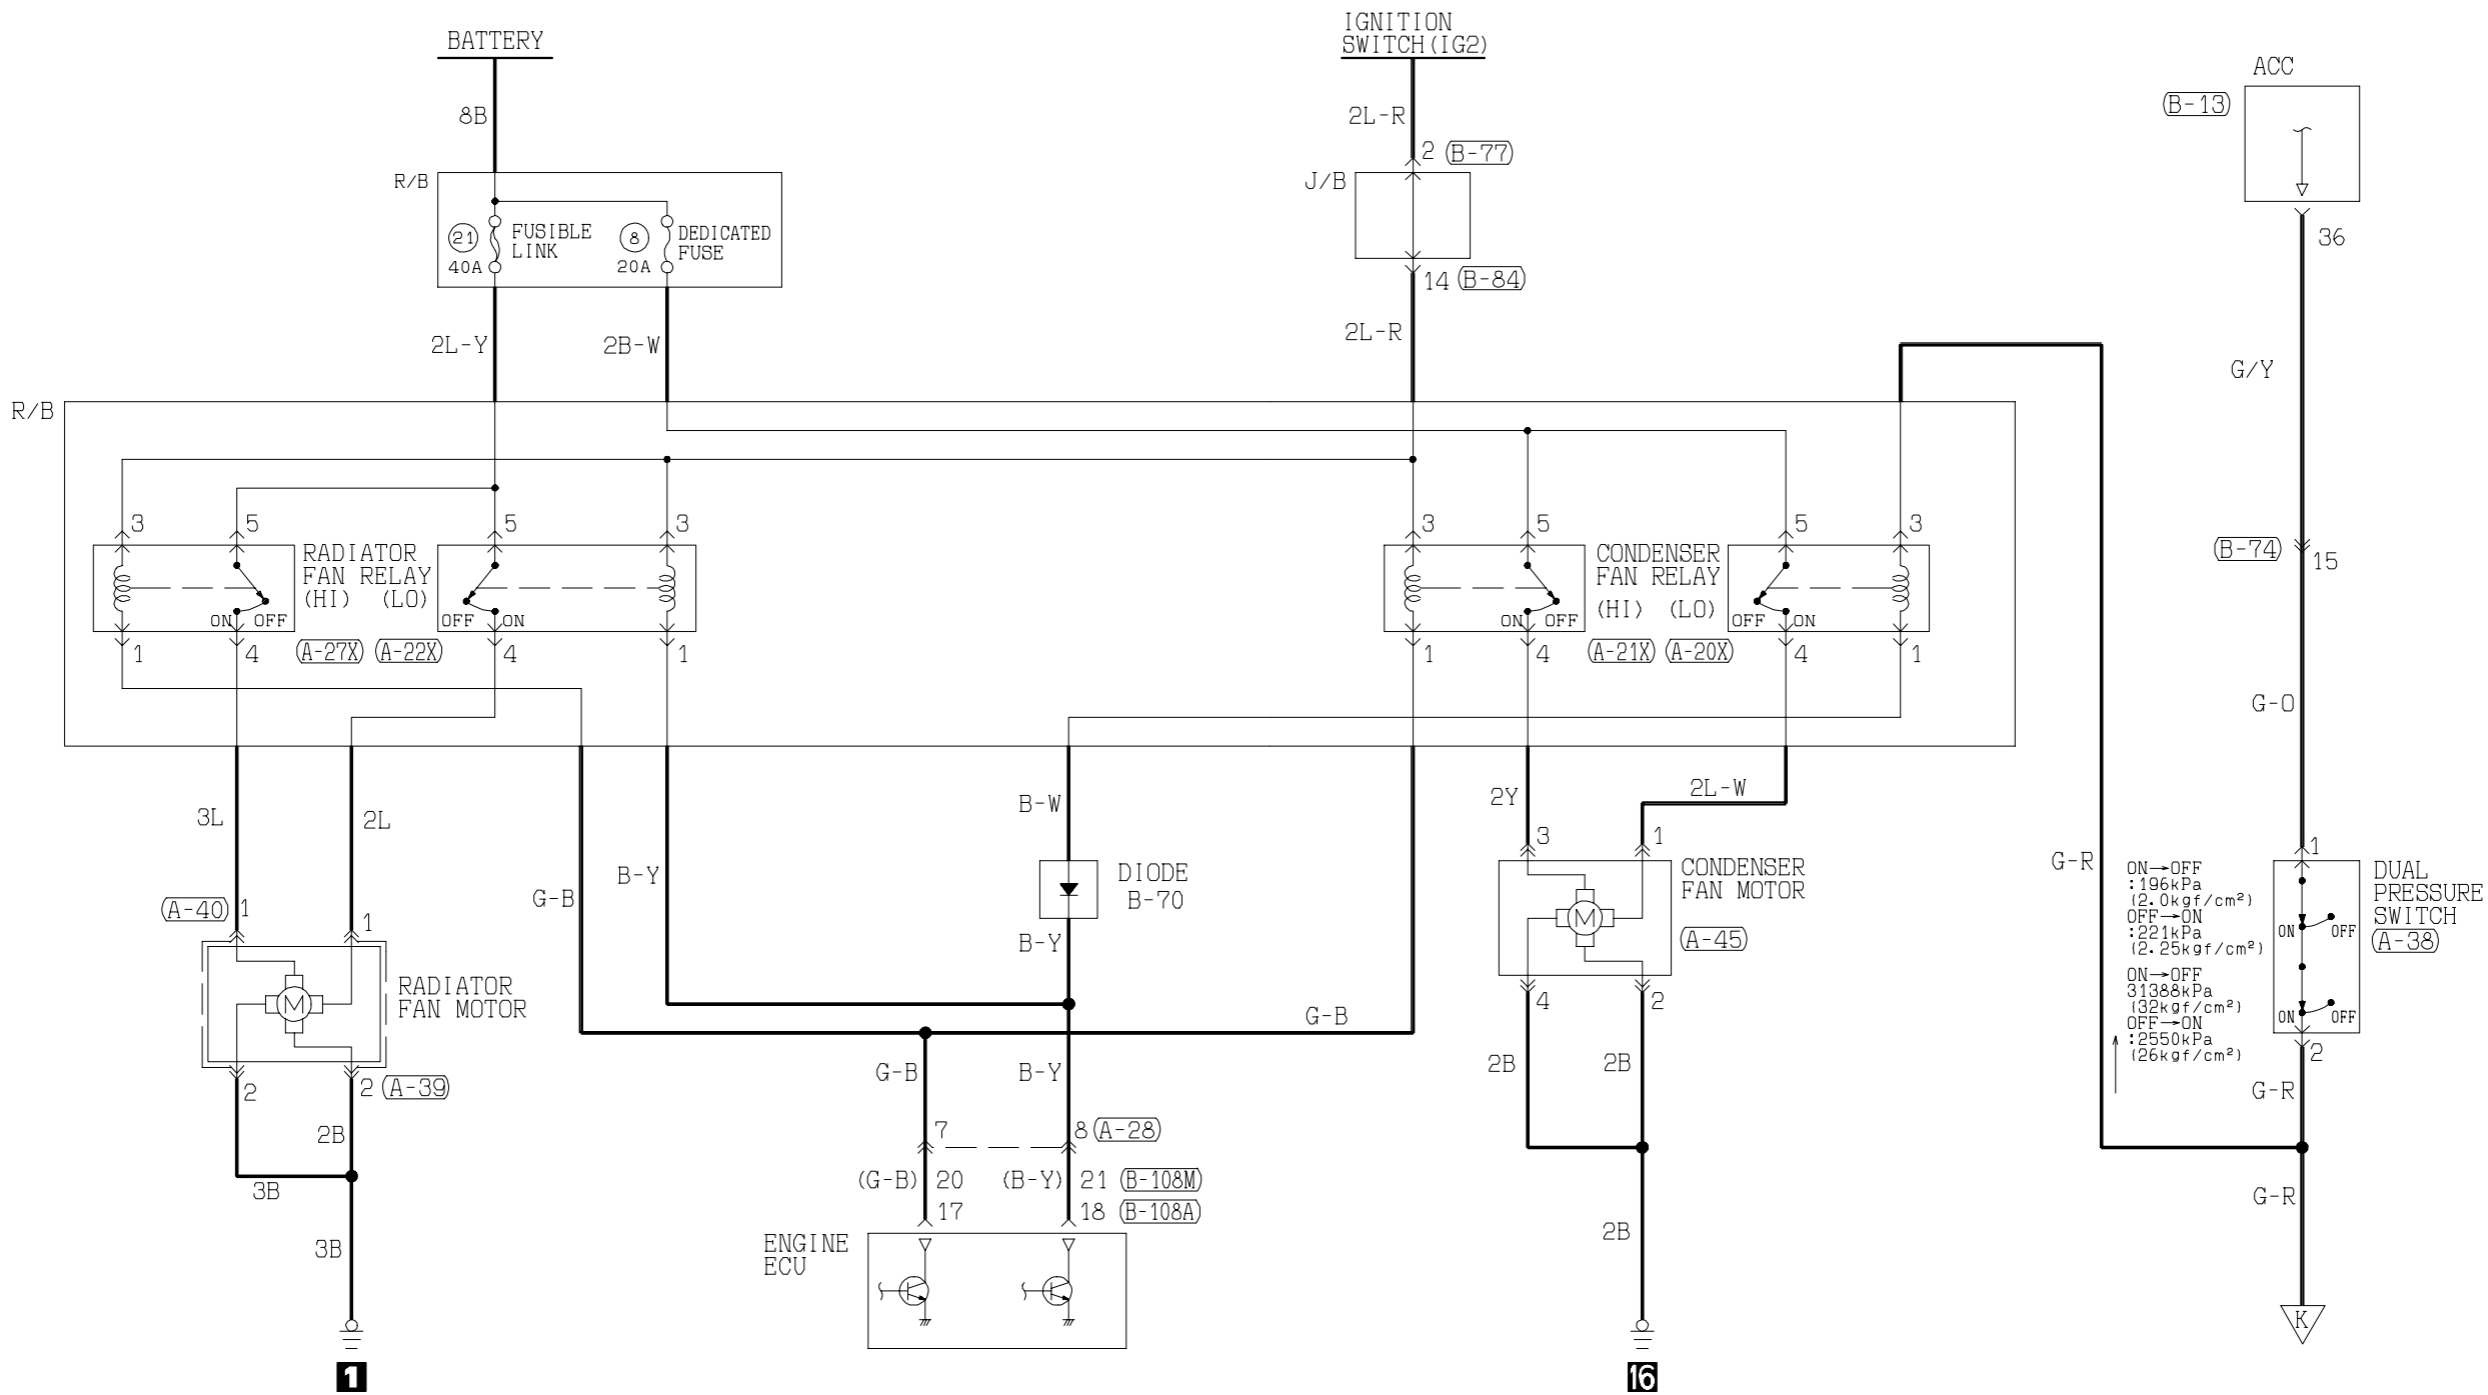 BATTERY
IGNITION
SWITCH(IG2)
ACC
(B-13)
8B
2L-R
2 (B-77)
R/B
J/B
21
FUSIBLE
LINK
40A
8
DEDICATED
FUSE
20A
14 (B-84)
36
2L-Y
2B-W
2L-R
G/Y
R/B
3
5
5
3
3
5
5
3
RADIATOR
FAN RELAY
(HI) (LO)
ON OFF
OFF ON
CONDENSER
FAN RELAY
(HI) (LO)
ON OFF
OFF ON
(B-74)
15
1
4
(A-27X) (A-22X)
4
1
1
4
(A-21X) (A-20X)
4
1
G-O
3L
2L
B-W
2Y
2L-W
G-B
B-Y
DIODE
B-70
B-Y
3
1
CONDENSER
FAN MOTOR
M
(A-45)
4
2
G-R
1
ON→OFF
:196kPa
(2.0kgf/cm²)
OFF→ON
:221kPa
(2.25kgf/cm²)
ON→OFF
31388kPa
(32kgf/cm²)
OFF→ON
:2550kPa
(26kgf/cm²)
ON OFF
ON OFF
DUAL
PRESSURE
SWITCH
(A-38)
2
(A-40) 1
1
RADIATOR
FAN MOTOR
M
2
2 (A-39)
G-B
G-B
B-Y
2B
2B
G-R
2B
3B
7
8 (A-28)
(G-B) 20
(B-Y) 21 (B-108M)
17
18 (B-108A)
G-R
3B
ENGINE
ECU
2B
K
1
16